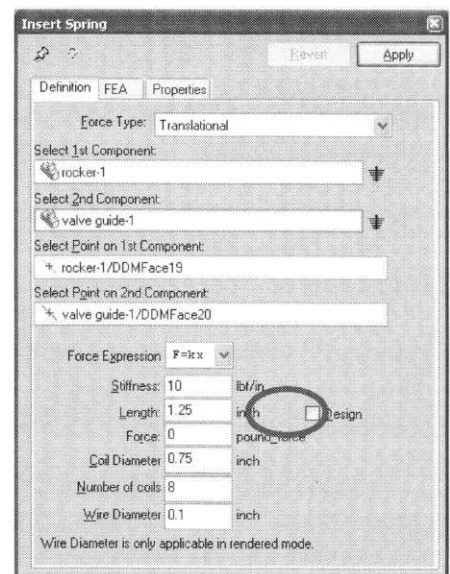 Insert Spring
Revert Apply
Definition FEA Properties
Force Type: Translational
Select 1st Component:
rocker-1
Select 2nd Component:
valve guide-1
Select Point on 1st Component:
rocker-1/DDMFace19
Select Point on 2nd Component:
valve guide-1/DDMFace20
Force Expression F=kx
Stiffness: 10 lbf/in
Length: 1.25 inch Design
Force: 0 pound_force
Coil Diameter 0.75 inch
Number of coils 8
Wire Diameter 0.1 inch
Wire Diameter is only applicable in rendered mode.